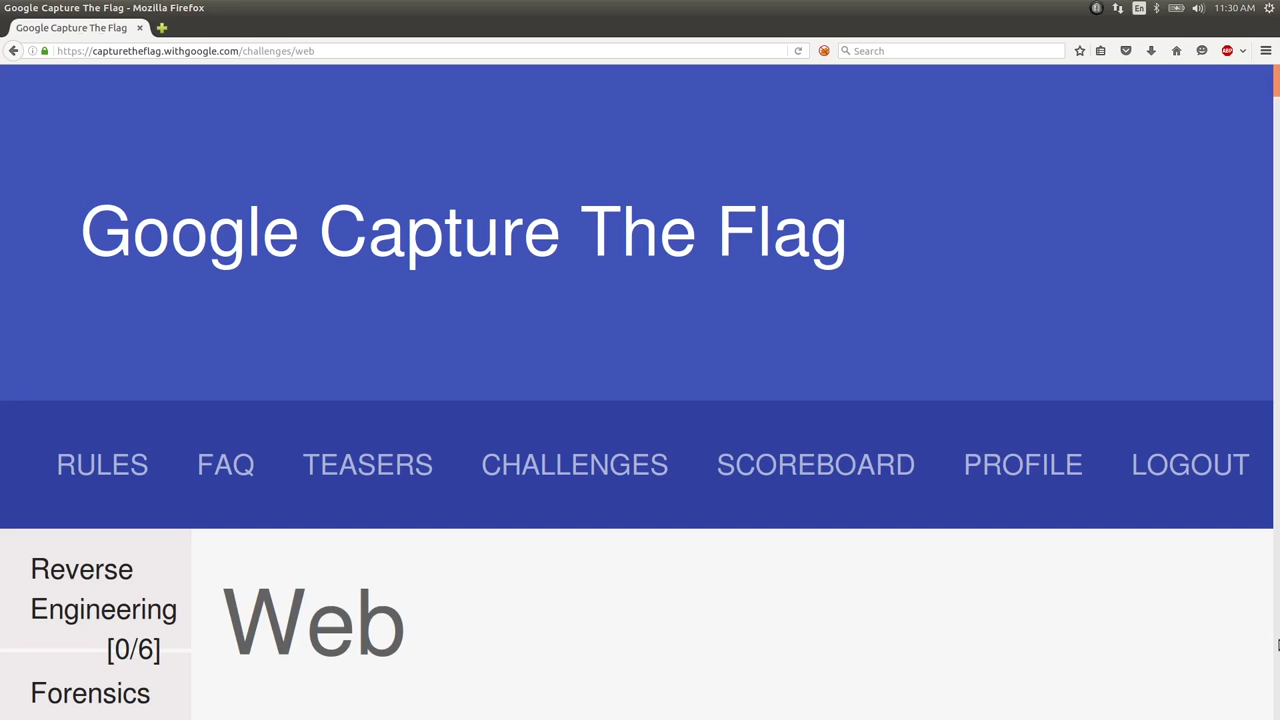 Google Capture The Flag - Mozilla Firefox
En
11:30 AM
Google Capture The Flag
https://capturetheflag.withgoogle.com/challenges/web
Search
ABP
Google Capture The Flag
RULES FAQ TEASERS CHALLENGES SCOREBOARD PROFILE LOGOUT
Reverse
Engineering
[0/6]
Forensics
Web